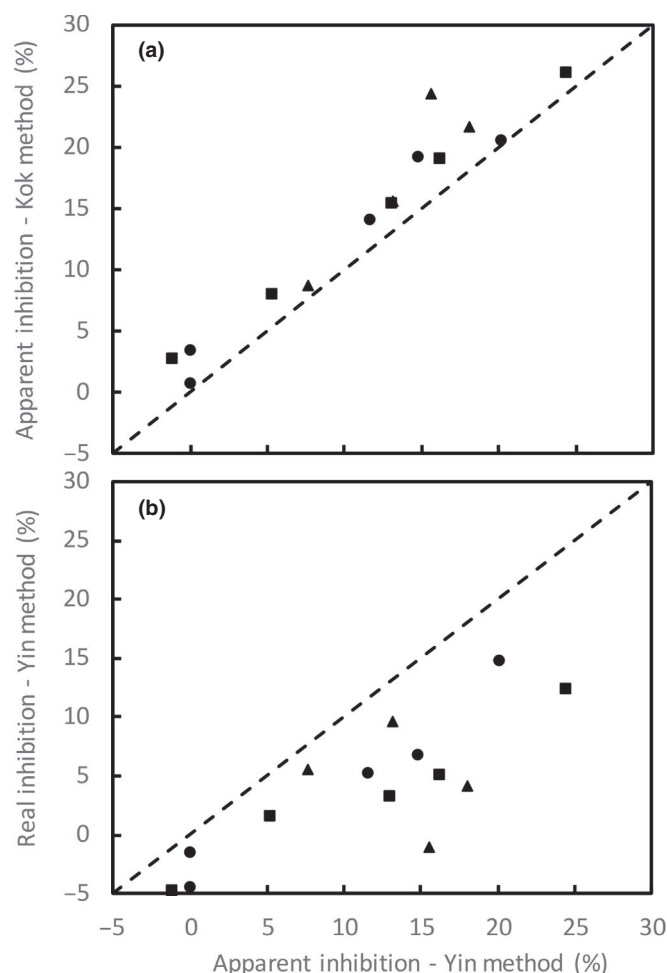 30
25
20
15
10
5
0
−5
(a)
Apparent inhibition - Kok method (%)
30
25
20
15
10
5
0
−5
(b)
Real inhibition - Yin method (%)
−5 0 5 10 15 20 25 30
Apparent inhibition - Yin method (%)